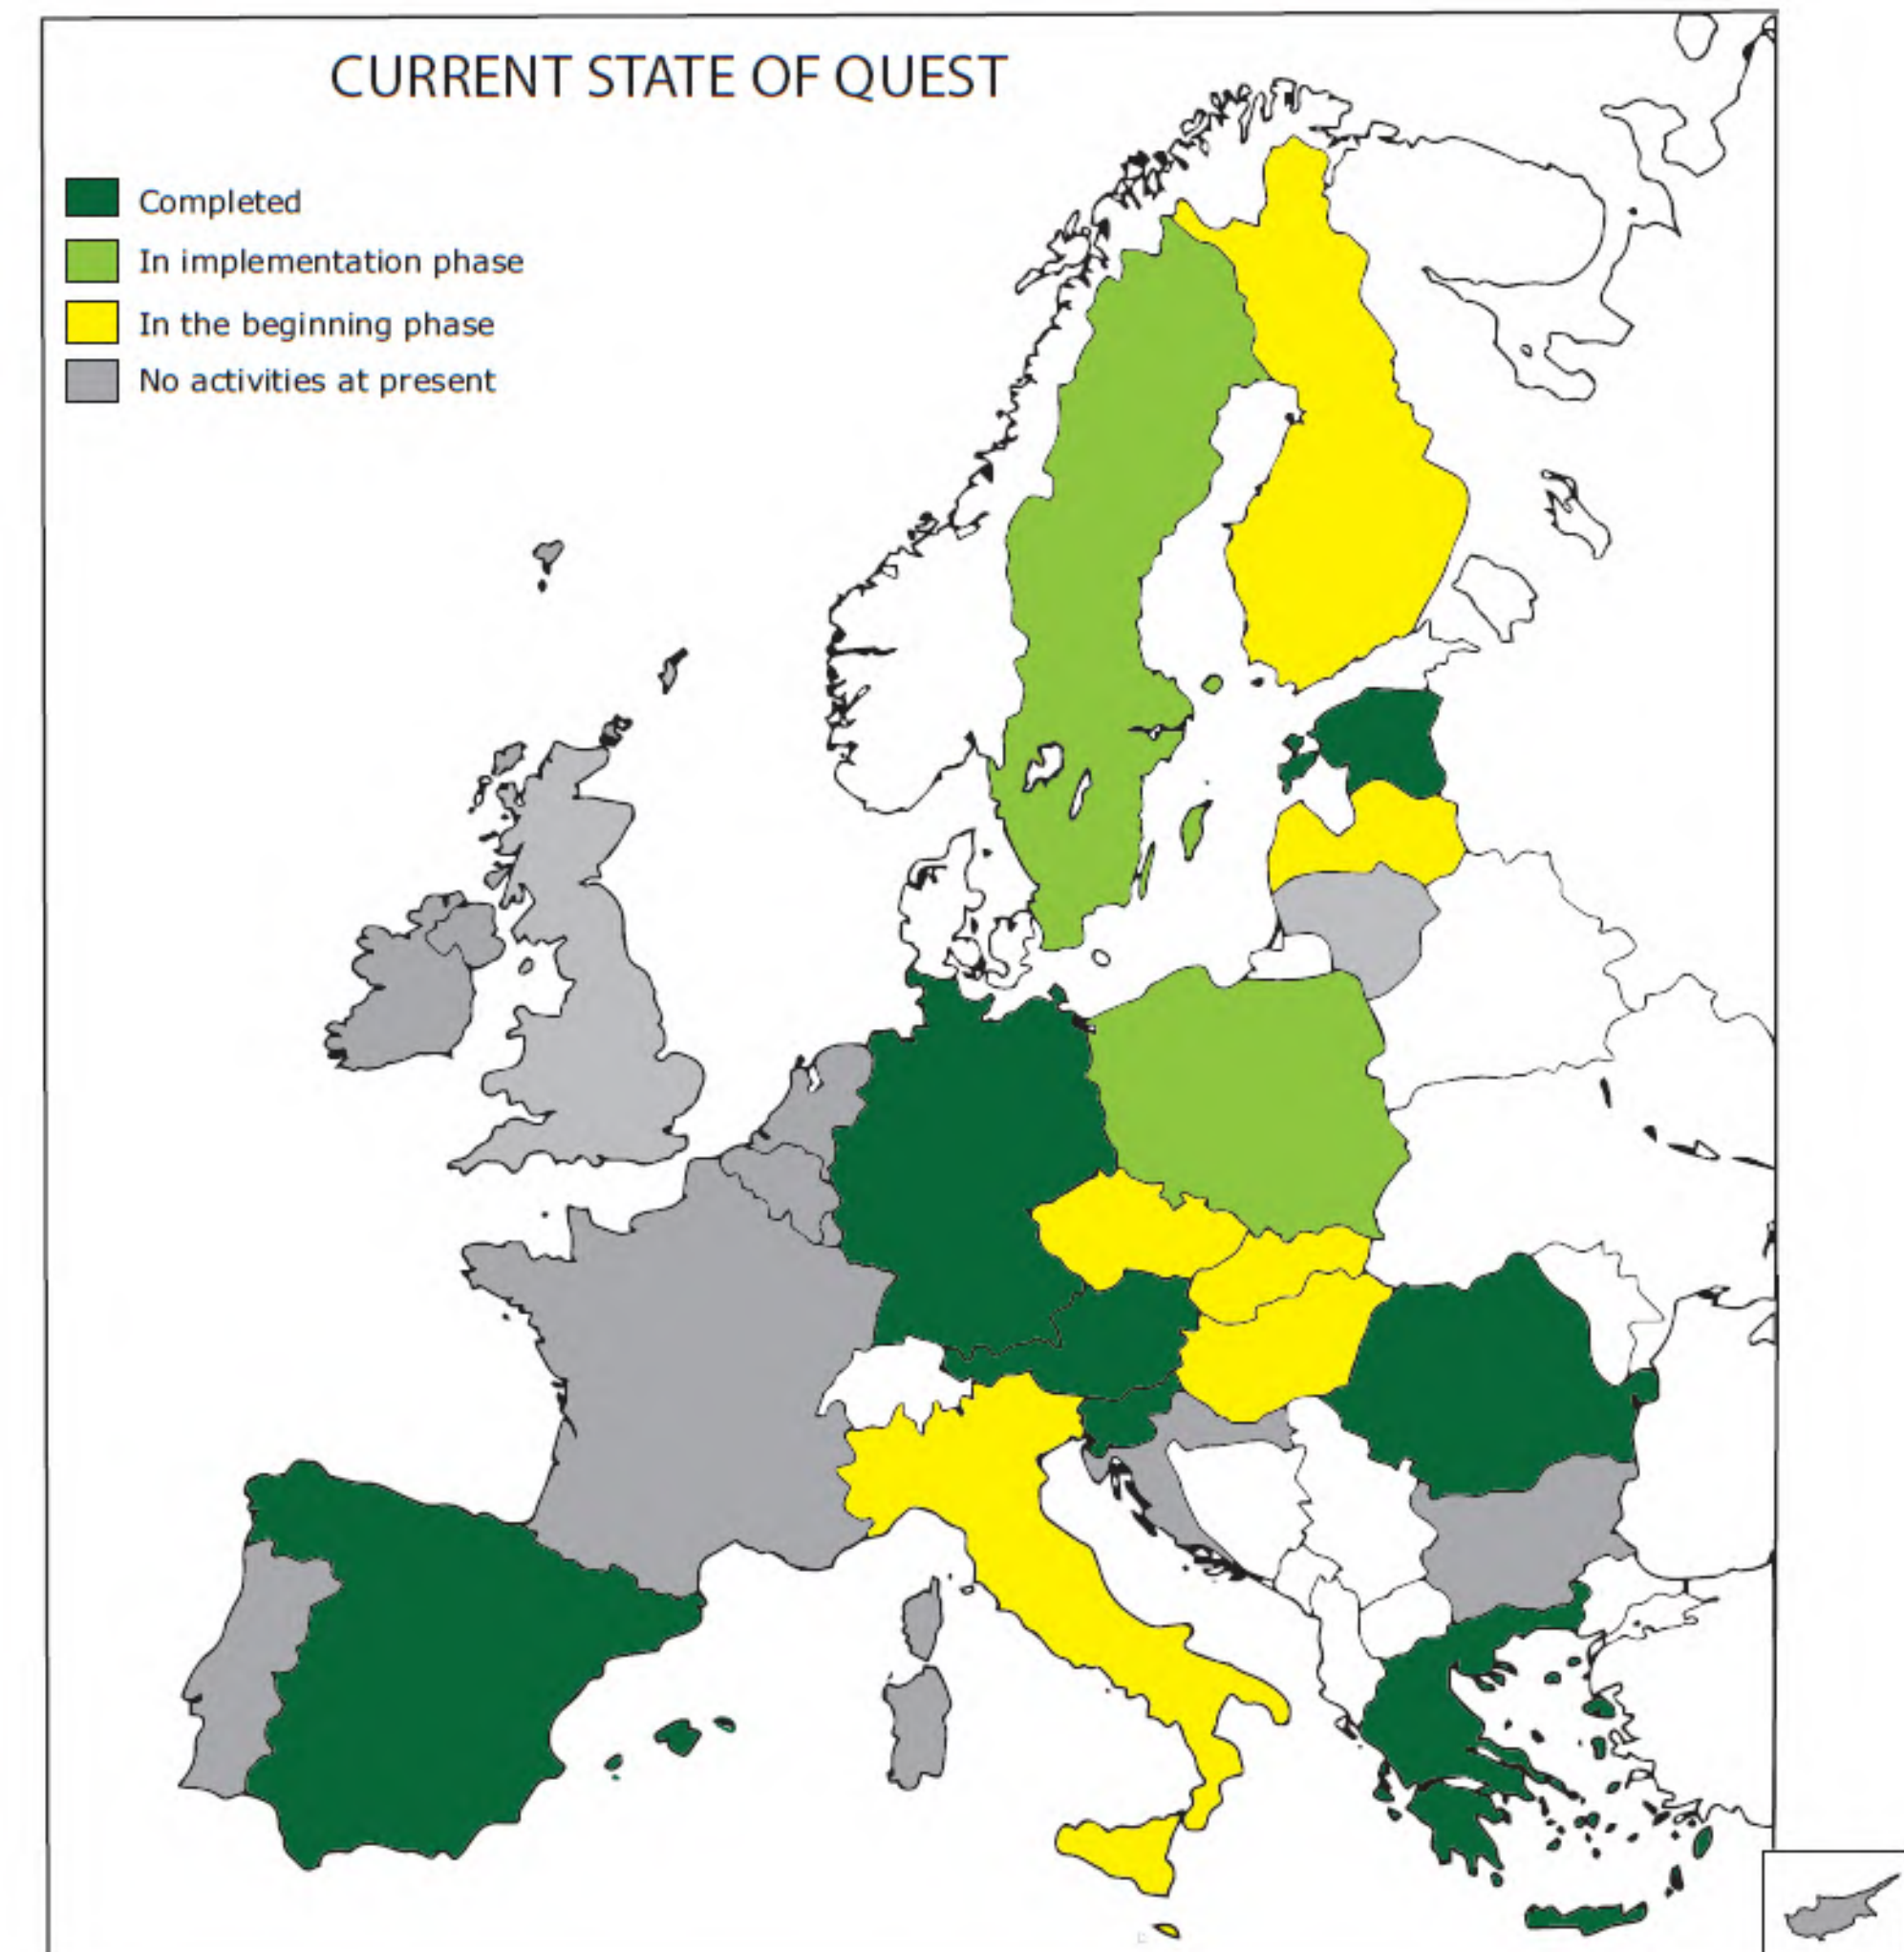 CURRENT STATE OF QUEST
Completed
In implementation phase
In the beginning phase
No activities at present